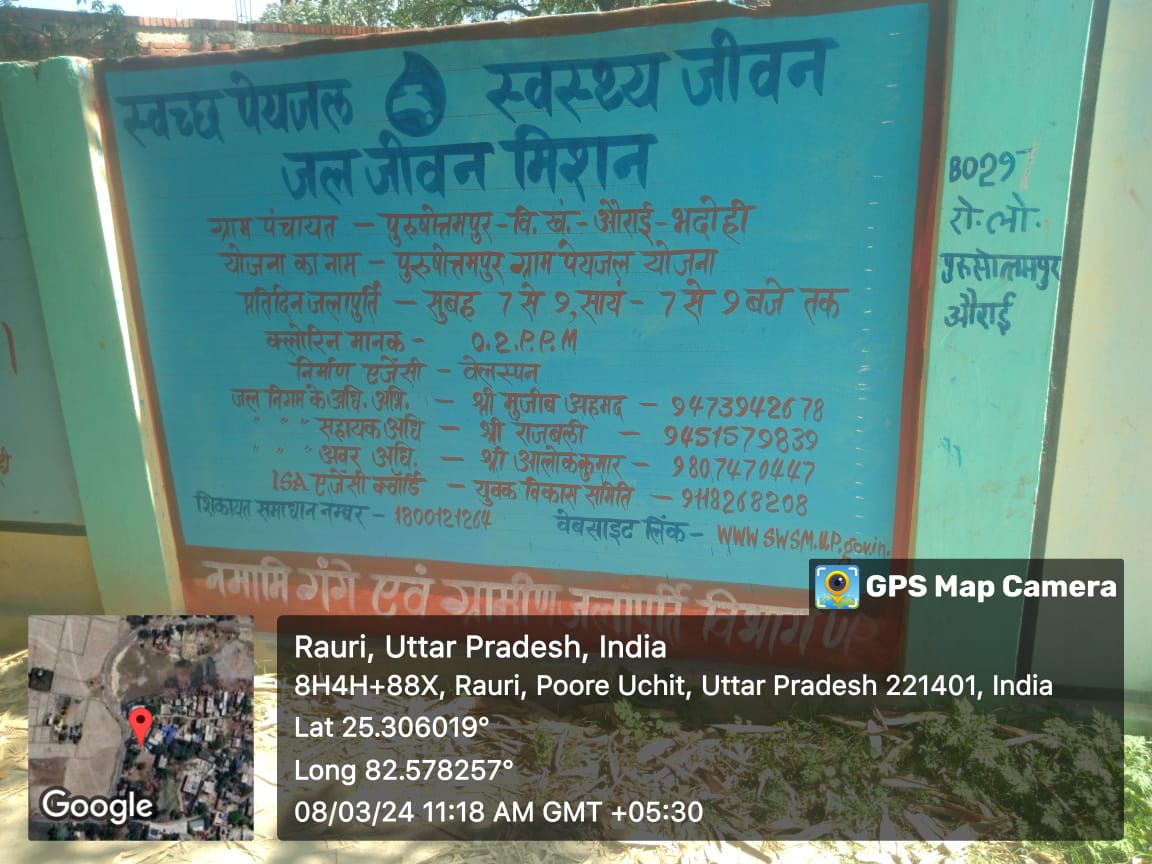 स्वच्छ पेयजल स्वस्थ्य जीवन
जल जीवन मिशन
ग्राम पंचायत – पुरुषोत्तमपुर - वि. खं. - औराई - भदोही
योजना का नाम – पुरुषोत्तमपुर ग्राम पेयजल योजना
प्रतिदिन जलापुर्ति – सुबह 7 से 9, सायं - 7 से 9 बजे तक
क्लोरिन मानक - 0.2.P.P.M
निर्माण एजेंसी - वेलस्पन
जल निगम के अधि. अभि. – श्री मुजीब अहमद – 9473942678
" " " सहायक अधि – श्री राजबली – 9451579839
" " " अवर अधि. – श्री आलोक कुमार – 9807470447
ISA एजेंसी क्वॉर्डि – युवक विकास समिति – 9118268208
शिकायत समाधान नम्बर – 1800121264 वेबसाइट लिंक – WWW.SWSM.U.P.gov.in.
नमामि गंगे एवं ग्रामीण जलापुर्ति विभाग
B0297
रो. लो.
पुरुसोत्तमपुर
औराई
GPS Map Camera
Rauri, Uttar Pradesh, India
8H4H+88X, Rauri, Poore Uchit, Uttar Pradesh 221401, India
Lat 25.306019°
Long 82.578257°
08/03/24 11:18 AM GMT +05:30
Google